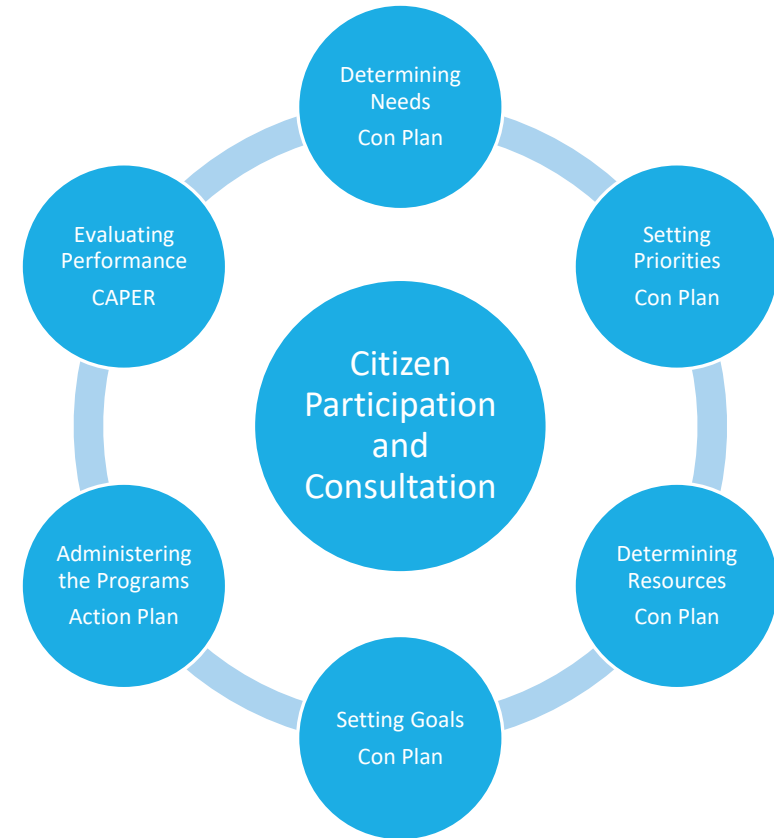 Determining
Needs
Con Plan
Setting
Priorities
Con Plan
Determining
Resources
Con Plan
Setting Goals
Con Plan
Administering
the Programs
Action Plan
Evaluating
Performance
CAPER
Citizen
Participation
and
Consultation